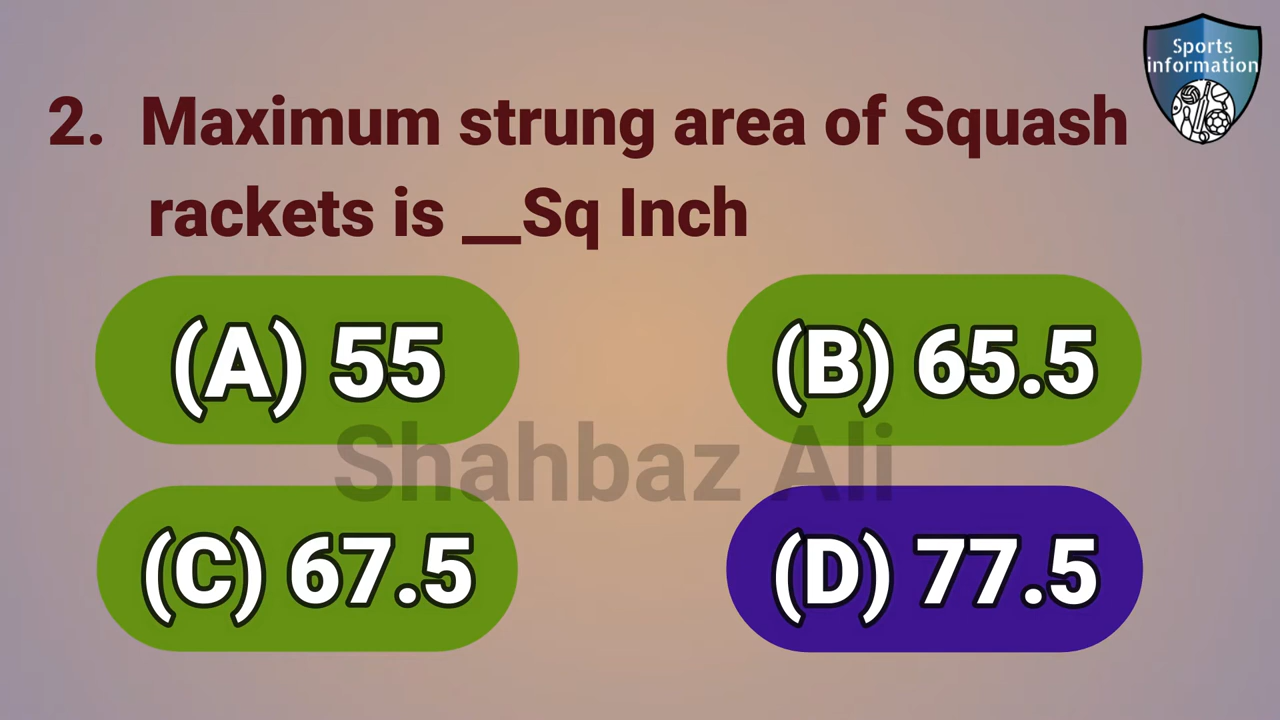 Sports
information
2. Maximum strung area of Squash
rackets is __Sq Inch
(A) 55
(B) 65.5
Shahbaz Ali
(C) 67.5
(D) 77.5